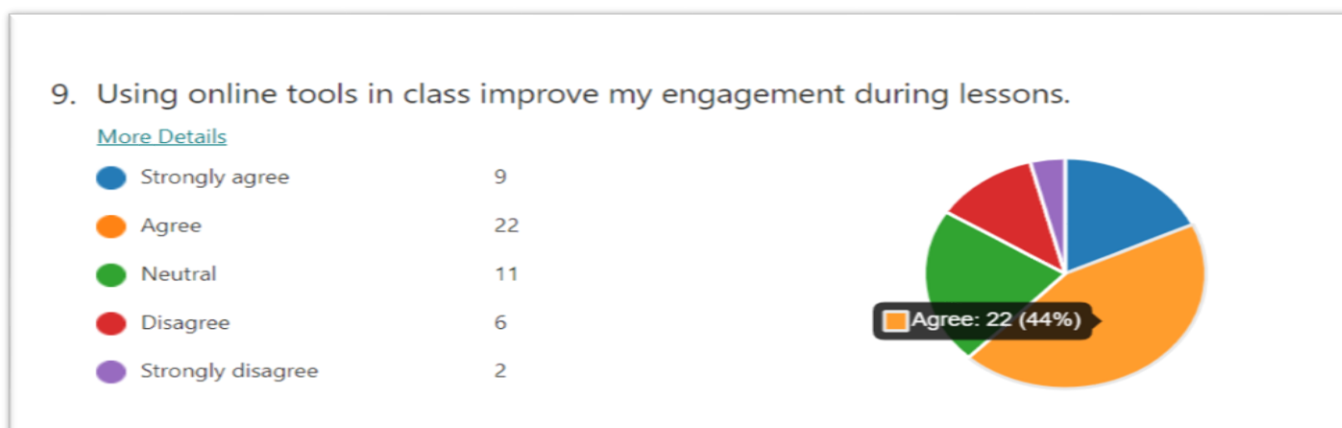 9. Using online tools in class improve my engagement during lessons.
More Details
Strongly agree 9
Agree 22
Neutral 11
Disagree 6
Strongly disagree 2
Agree: 22 (44%)